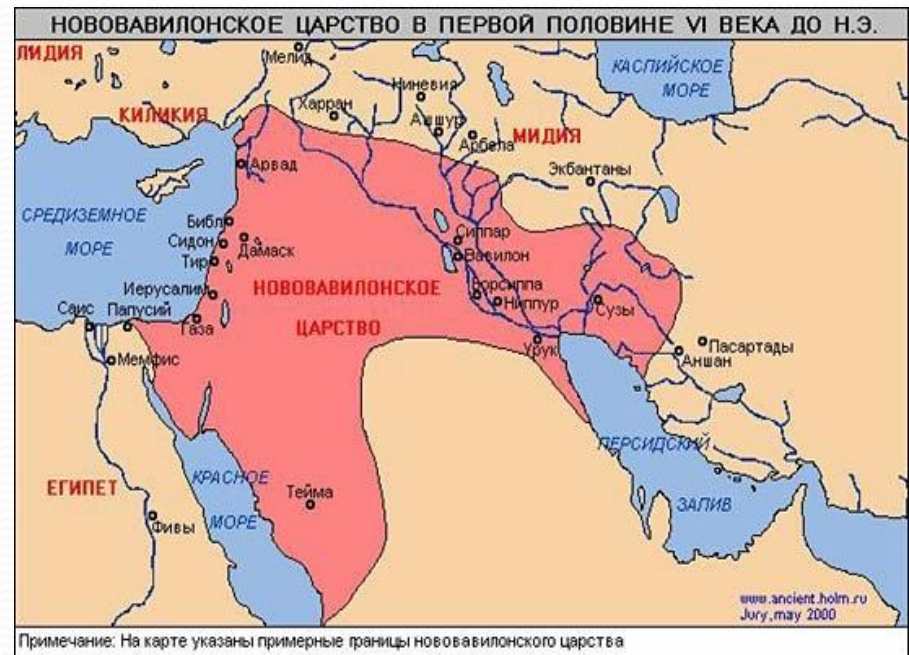 НОВОВАВИЛОНСКОЕ ЦАРСТВО В ПЕРВОЙ ПОЛОВИНЕ VI ВЕКА ДО Н.Э.
ЛИДИЯ
Мелид
КАСПИЙСКОЕ
МОРЕ
Ниневия
КИЛИКИЯ
Харран
Ашшур
Арбела
МИДИЯ
Арвад
Экбантаны
СРЕДИЗЕМНОЕ
МОРЕ
Библ
Сидон
Дамаск
Тир
Сиппар
Вавилон
Иерусалим
НОВОВАВИЛОНСКОЕ
ЦАРСТВО
Борсиппа
Ниппур
Сузы
Саис
Папусий
Газа
Урук
Пасартады
Аншан
Мемфис
ЕГИПЕТ
КРАСНОЕ
МОРЕ
Тейма
Фивы
ПЕРСИДСКИЙ
ЗАЛИВ
www.ancient.holm.ru
Jury,may 2000
Примечание: На карте указаны примерные границы нововавилонского царства